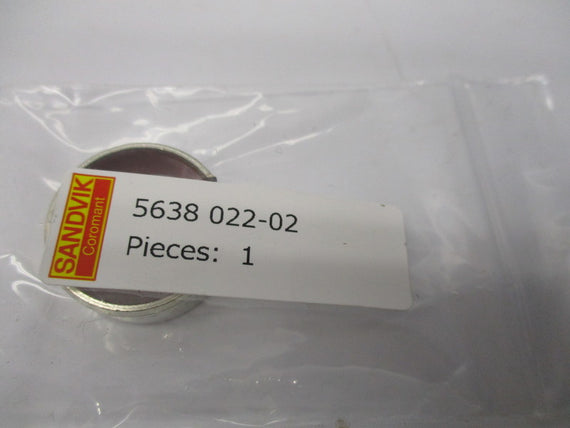 SANDVIK
Coromant
5638 022-02
Pieces: 1